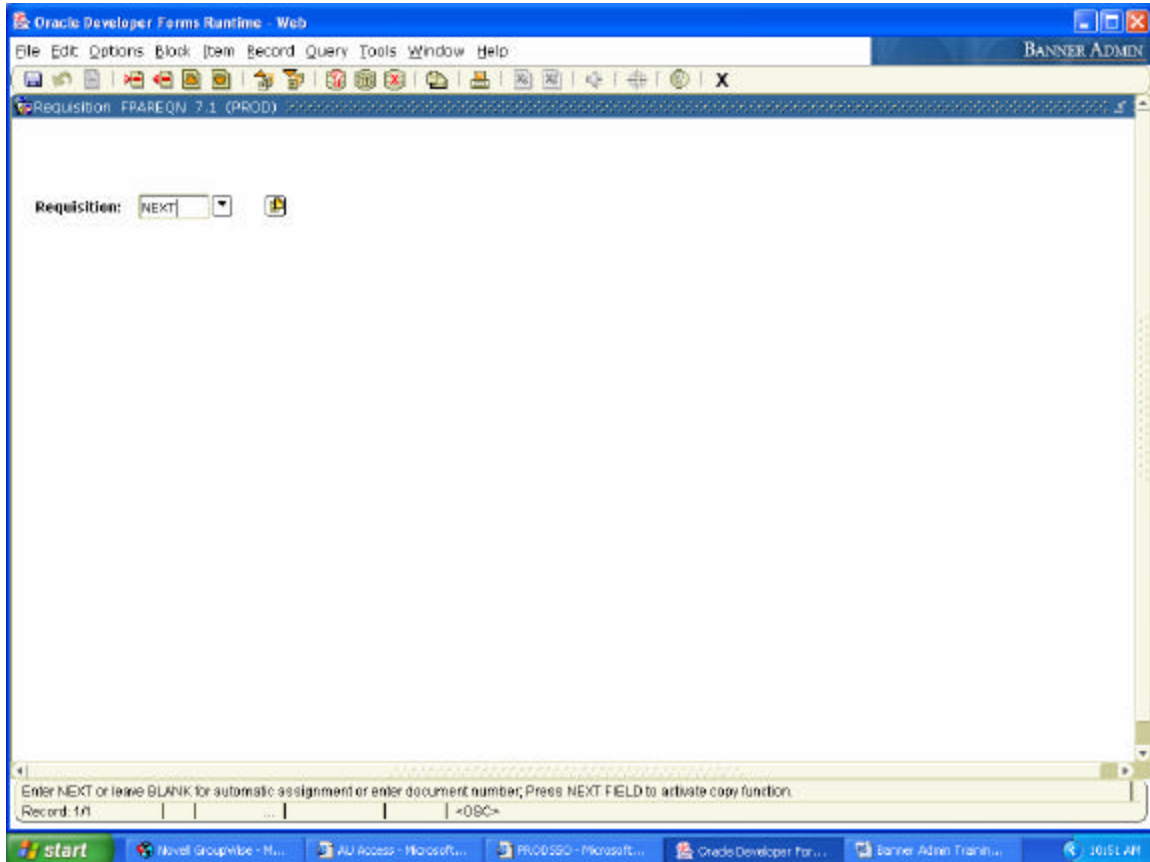 Oracle Developer Forms Runtime - Web
File Edit Options Block Item Record Query Tools Window Help
BANNER ADMIN
X
Requisition FPAREQN 7.1 (PROD)
Requisition: NEXT
Enter NEXT or leave BLANK for automatic assignment or enter document number; Press NEXT FIELD to activate copy function.
Record: 1/1 ... <OSC>
start Novell GroupWise - M... AU Access - Microsoft... PRODSSO - Microsoft... Oracle Developer For... Banner Admin Trainin... 10:51 AM